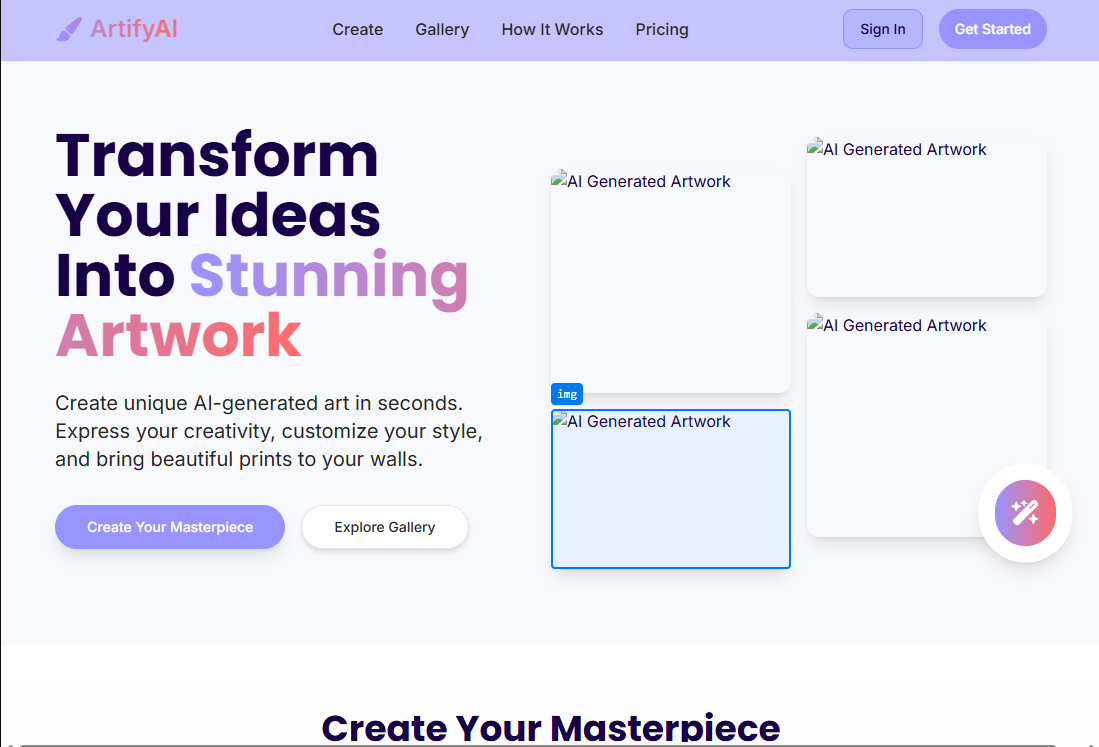 ArtifyAI
Create
Gallery
How It Works
Pricing
Sign In
Get Started
Transform
Your Ideas
Into Stunning
Artwork
Create unique AI-generated art in seconds.
Express your creativity, customize your style,
and bring beautiful prints to your walls.
Create Your Masterpiece
Explore Gallery
AI Generated Artwork
img
AI Generated Artwork
AI Generated Artwork
AI Generated Artwork
Create Your Masterpiece